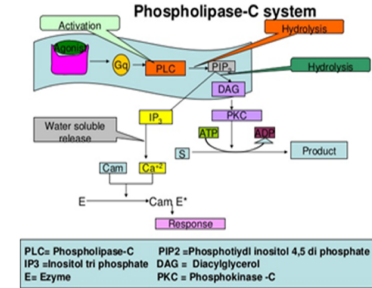 Phospholipase-C system
Activation
Hydrolysis
Agonist
Gq
PLC
PIP2
Hydrolysis
DAG
IP3
PKC
Water soluble
release
ATP
ADP
S
Product
Cam
Ca+2
E
Cam E*
Response
PLC= Phospholipase-C PIP2 =Phosphotiydl inositol 4,5 di phosphate
IP3 =Inositol tri phosphate DAG = Diacylglycerol
E= Ezyme PKC = Phosphokinase -C